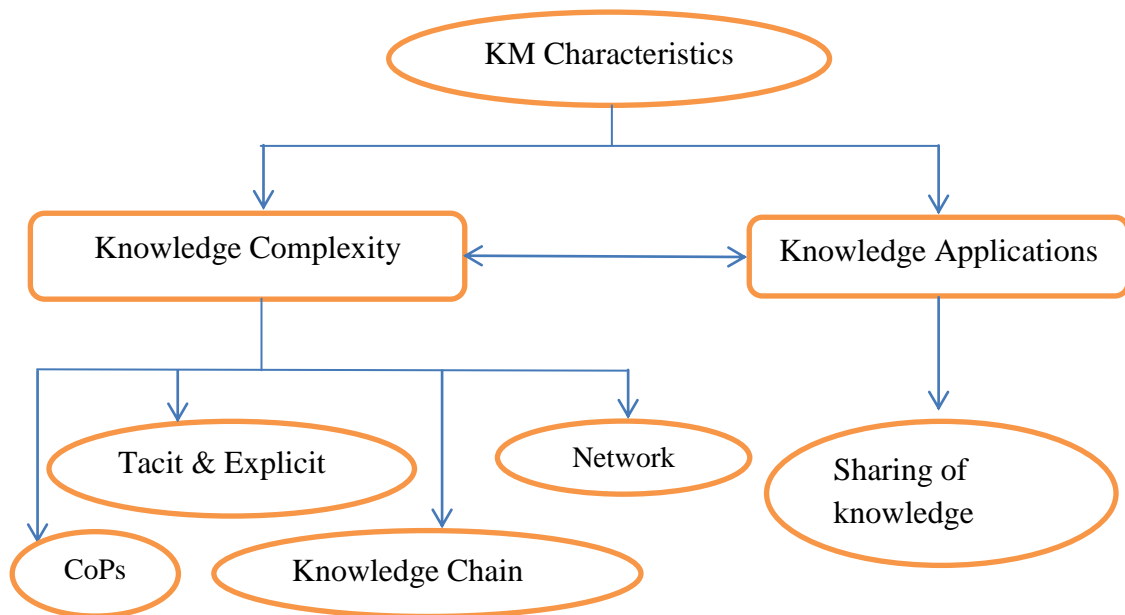 KM Characteristics
Knowledge Complexity
Knowledge Applications
Tacit & Explicit
Network
Sharing of
knowledge
CoPs
Knowledge Chain